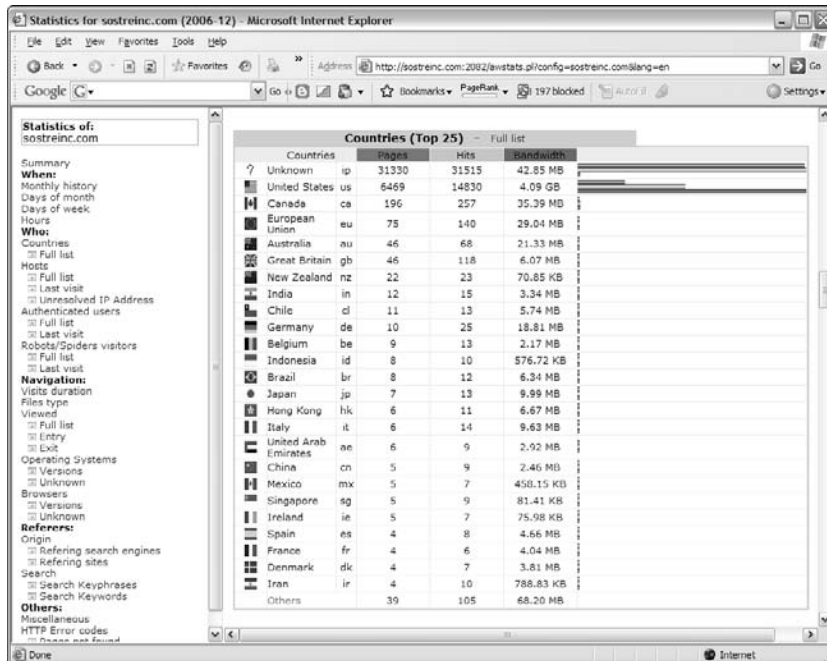 Statistics for sostreinc.com (2006-12) - Microsoft Internet Explorer
File Edit View Favorites Tools Help
Back Favorites » Address http://sostreinc.com:2082/awstats.pl?config=sostreinc.com&lang=en Go
Google G Go Bookmarks PageRank 197 blocked AutoFill Settings
Statistics of:
sostreinc.com
Summary
When:
Monthly history
Days of month
Days of week
Hours
Who:
Countries
Full list
Hosts
Full list
Last visit
Unresolved IP Address
Authenticated users
Full list
Last visit
Robots/Spiders visitors
Full list
Last visit
Navigation:
Visits duration
Files type
Viewed
Full list
Entry
Exit
Operating Systems
Versions
Unknown
Browsers
Versions
Unknown
Referers:
Origin
Refering search engines
Refering sites
Search
Search Keyphrases
Search Keywords
Others:
Miscellaneous
HTTP Error codes
Pages not found
Countries (Top 25) - Full list
Countries Pages Hits Bandwidth
? Unknown ip 31330 31515 42.85 MB
United States us 6469 14830 4.09 GB
Canada ca 196 257 35.39 MB
European Union eu 75 140 29.04 MB
Australia au 46 68 21.33 MB
Great Britain gb 46 118 6.07 MB
New Zealand nz 22 23 70.85 KB
India in 12 15 3.34 MB
Chile cl 11 13 5.74 MB
Germany de 10 25 18.81 MB
Belgium be 9 13 2.17 MB
Indonesia id 8 10 576.72 KB
Brazil br 8 12 6.34 MB
Japan jp 7 13 9.99 MB
Hong Kong hk 6 11 6.67 MB
Italy it 6 14 9.63 MB
United Arab Emirates ae 6 9 2.92 MB
China cn 5 9 2.46 MB
Mexico mx 5 7 458.15 KB
Singapore sg 5 9 81.41 KB
Ireland ie 5 7 75.98 KB
Spain es 4 8 4.66 MB
France fr 4 6 4.04 MB
Denmark dk 4 7 3.81 MB
Iran ir 4 10 788.83 KB
Others 39 105 68.20 MB
Done Internet